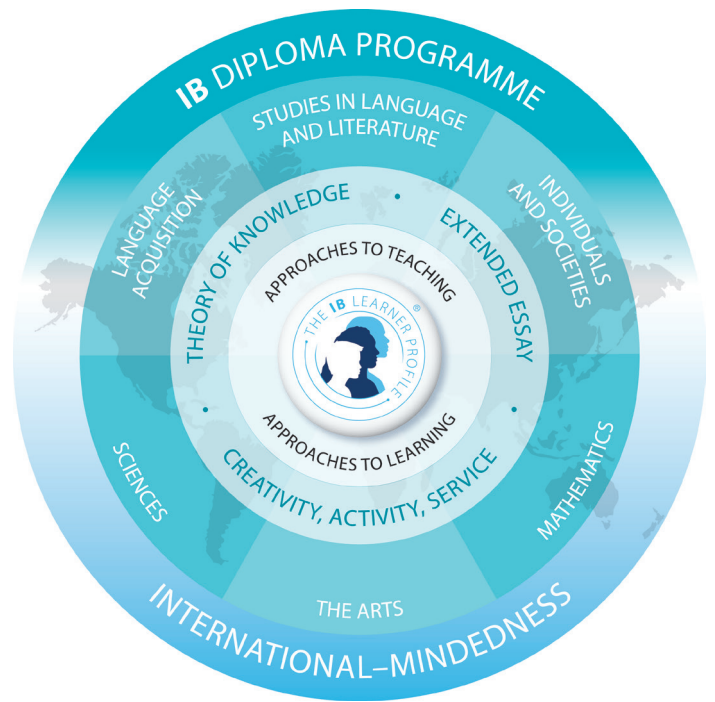 IB DIPLOMA PROGRAMME
STUDIES IN LANGUAGE
AND LITERATURE
LANGUAGE
ACQUISITION
INDIVIDUALS
AND SOCIETIES
THEORY OF KNOWLEDGE
•
EXTENDED ESSAY
APPROACHES TO TEACHING
THE IB LEARNER PROFILE
®
APPROACHES TO LEARNING
•
CREATIVITY, ACTIVITY, SERVICE
•
SCIENCES
MATHEMATICS
THE ARTS
INTERNATIONAL–MINDEDNESS